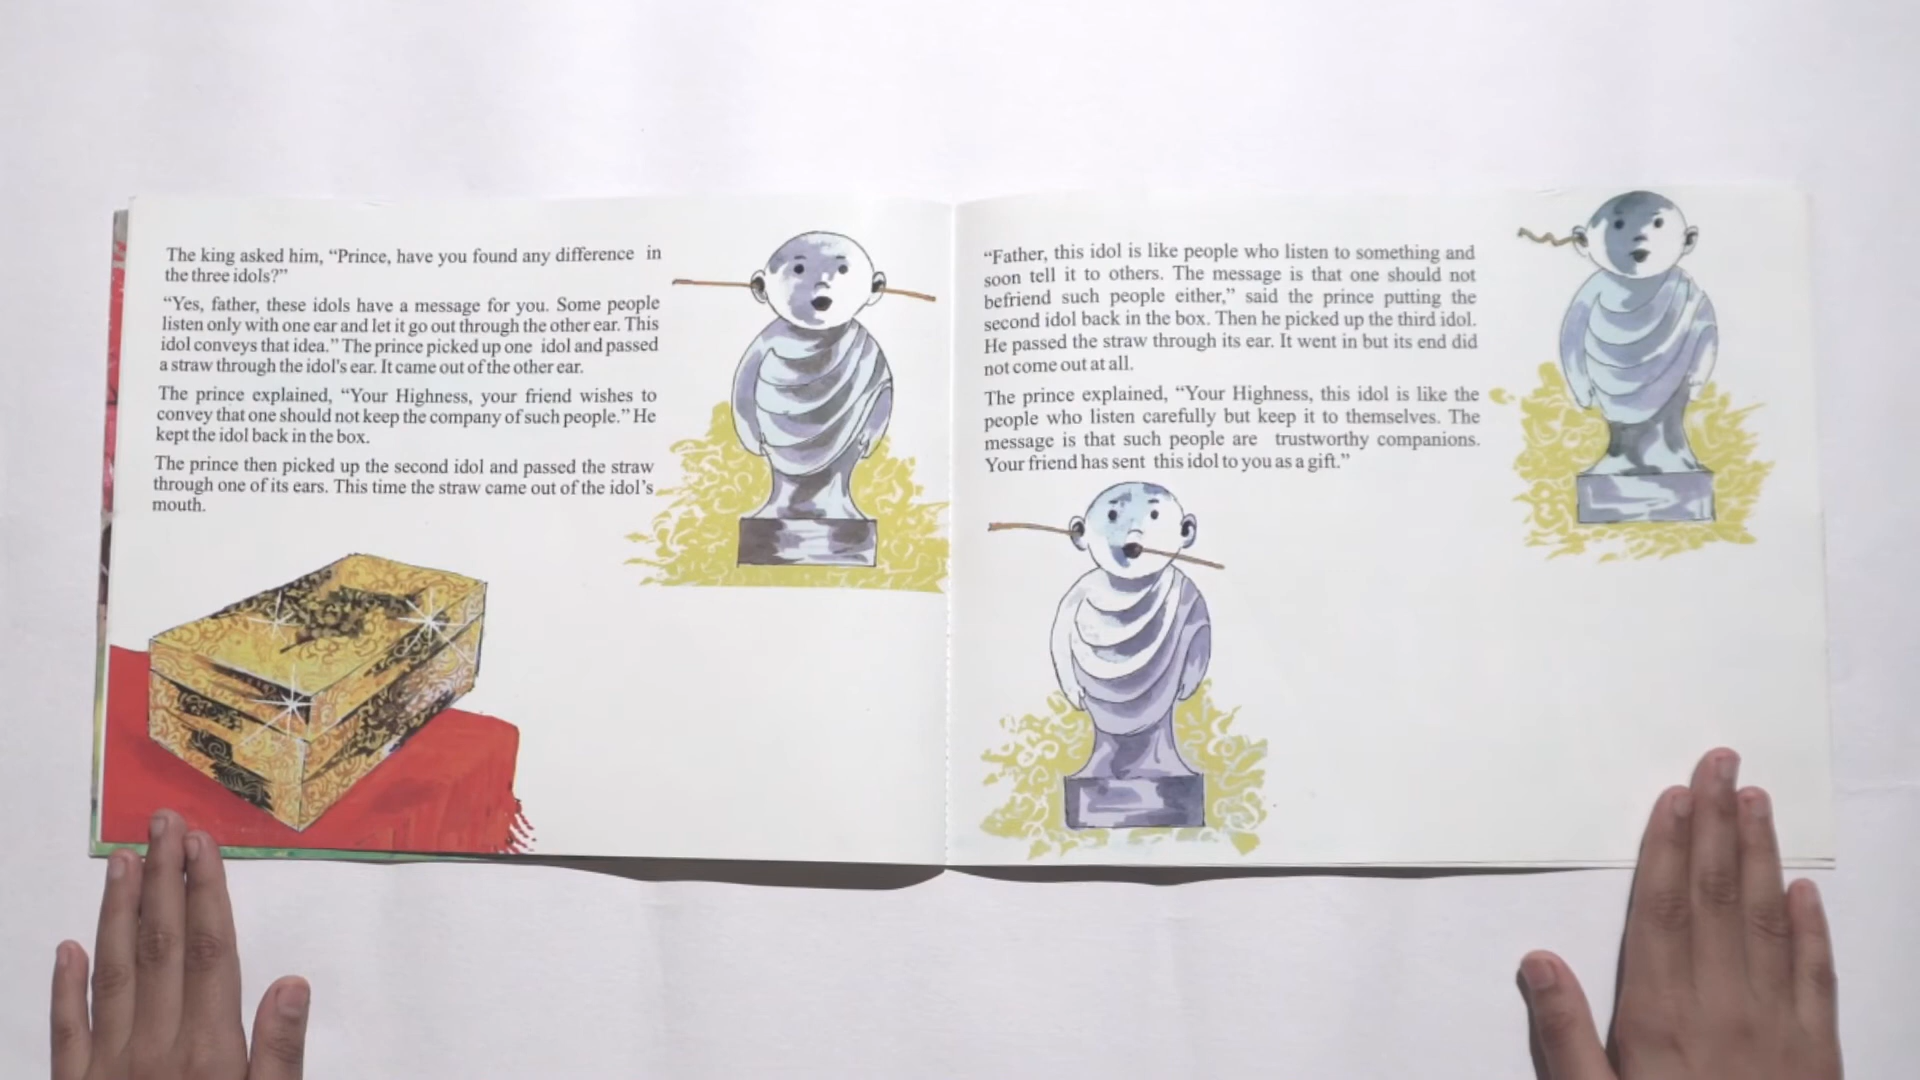 The king asked him, “Prince, have you found any difference in
the three idols?”
“Yes, father, these idols have a message for you. Some people
listen only with one ear and let it go out through the other ear. This
idol conveys that idea.” The prince picked up one idol and passed
a straw through the idol's ear. It came out of the other ear.
The prince explained, “Your Highness, your friend wishes to
convey that one should not keep the company of such people.” He
kept the idol back in the box.
The prince then picked up the second idol and passed the straw
through one of its ears. This time the straw came out of the idol's
mouth.
“Father, this idol is like people who listen to something and
soon tell it to others. The message is that one should not
befriend such people either,” said the prince putting the
second idol back in the box. Then he picked up the third idol.
He passed the straw through its ear. It went in but its end did
not come out at all.
The prince explained, “Your Highness, this idol is like the
people who listen carefully but keep it to themselves. The
message is that such people are trustworthy companions.
Your friend has sent this idol to you as a gift.”